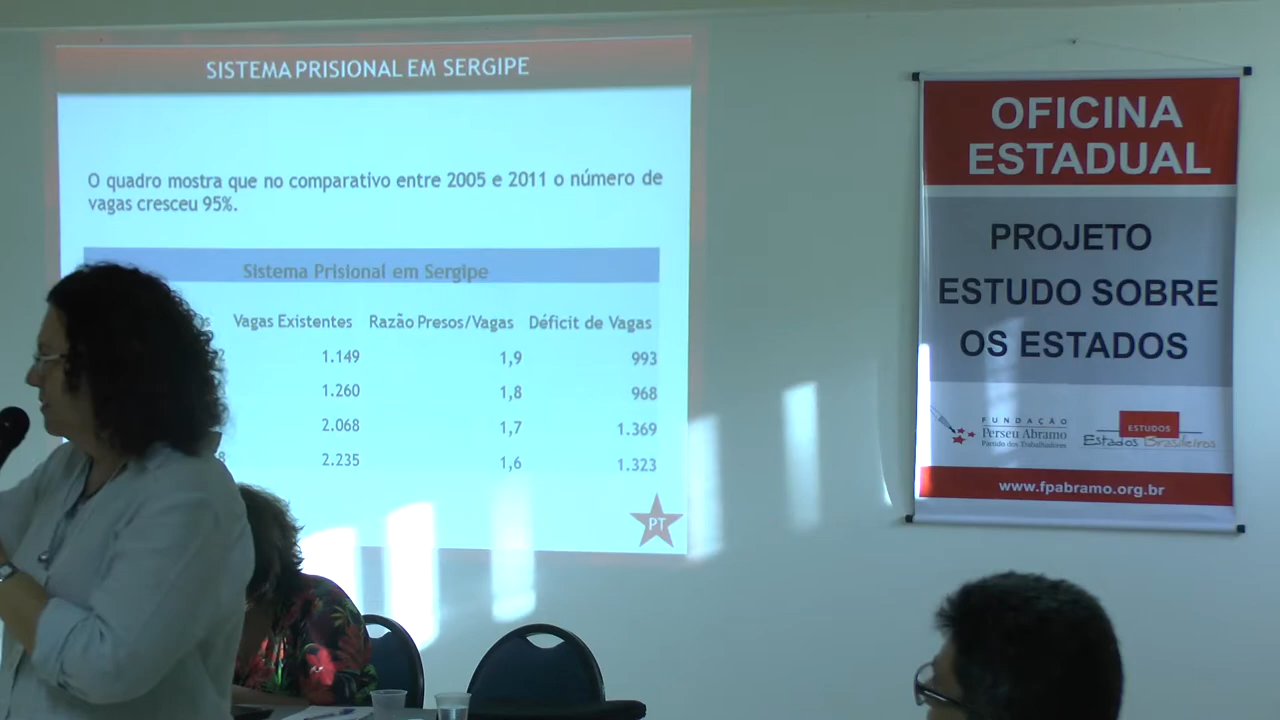 SISTEMA PRISIONAL EM SERGIPE
O quadro mostra que no comparativo entre 2005 e 2011 o número de
vagas cresceu 95%.
Sistema Prisional em Sergipe
Vagas Existentes Razão Presos/Vagas Déficit de Vagas
1.149 1,9 993
1.260 1,8 968
2.068 1,7 1.369
2.235 1,6 1.323
PT
OFICINA
ESTADUAL
PROJETO
ESTUDO SOBRE
OS ESTADOS
FUNDAÇÃO
Perseu Abramo
Partido dos Trabalhadores
ESTUDOS
Estados Brasileiros
www.fpabramo.org.br